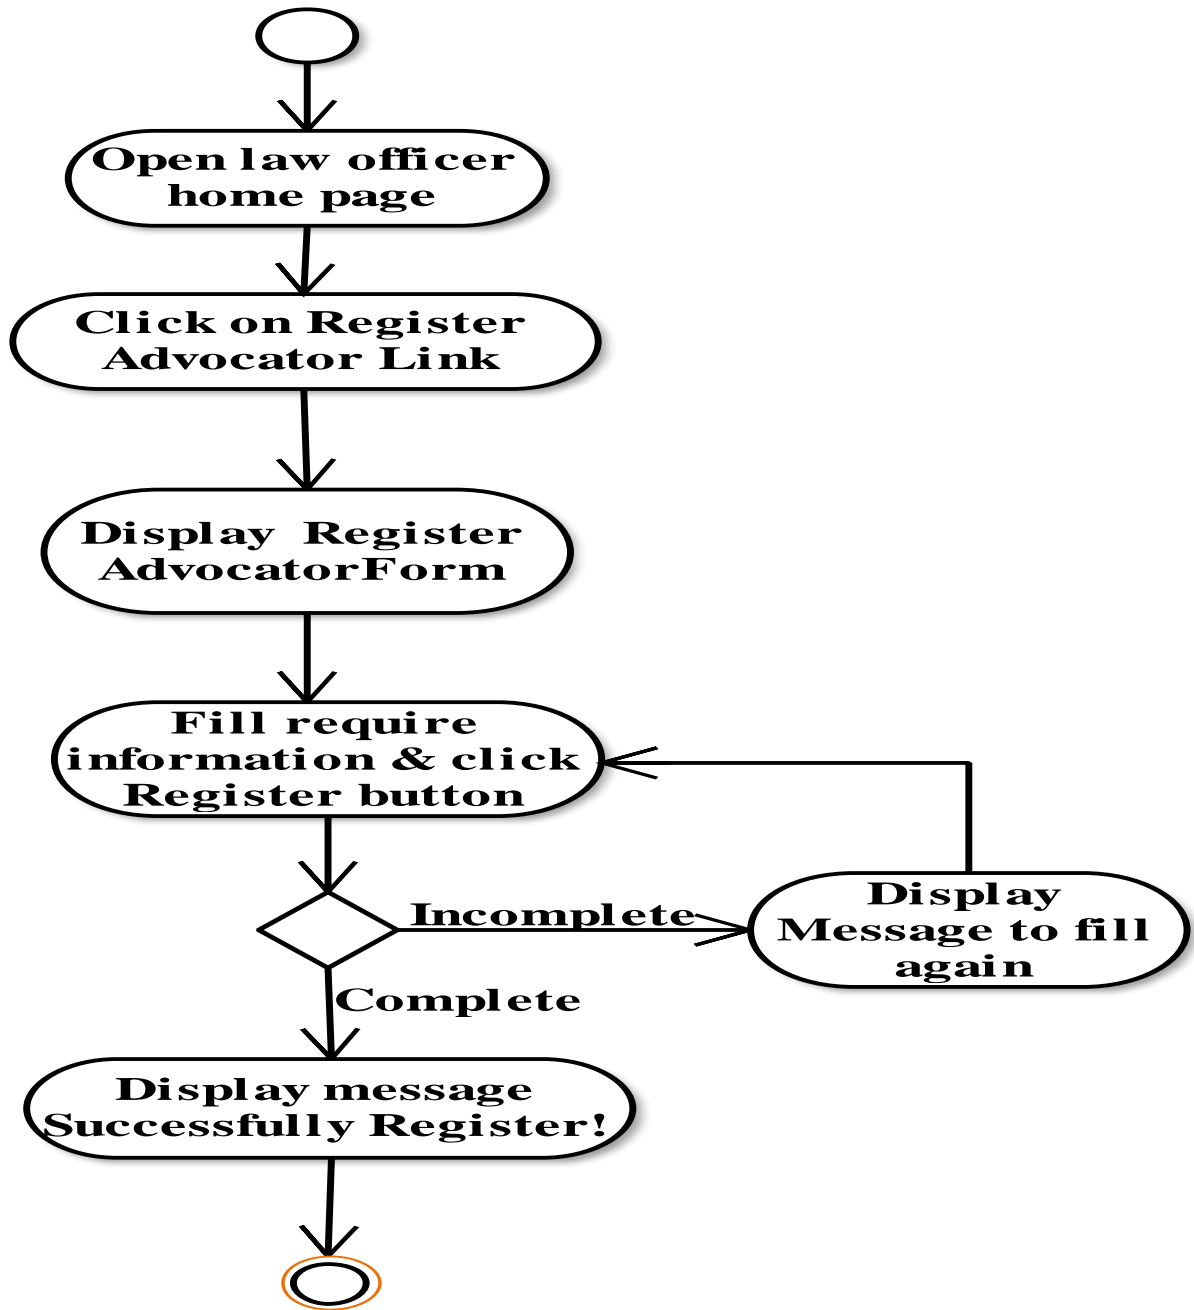 Open law officer
home page
Click on Register
Advocator Link
Display  Register
AdvocatorForm
Fill require
information & click
Register button
Incomplete
Display
Message to fill
again
Complete
Display message
Successfully Register!